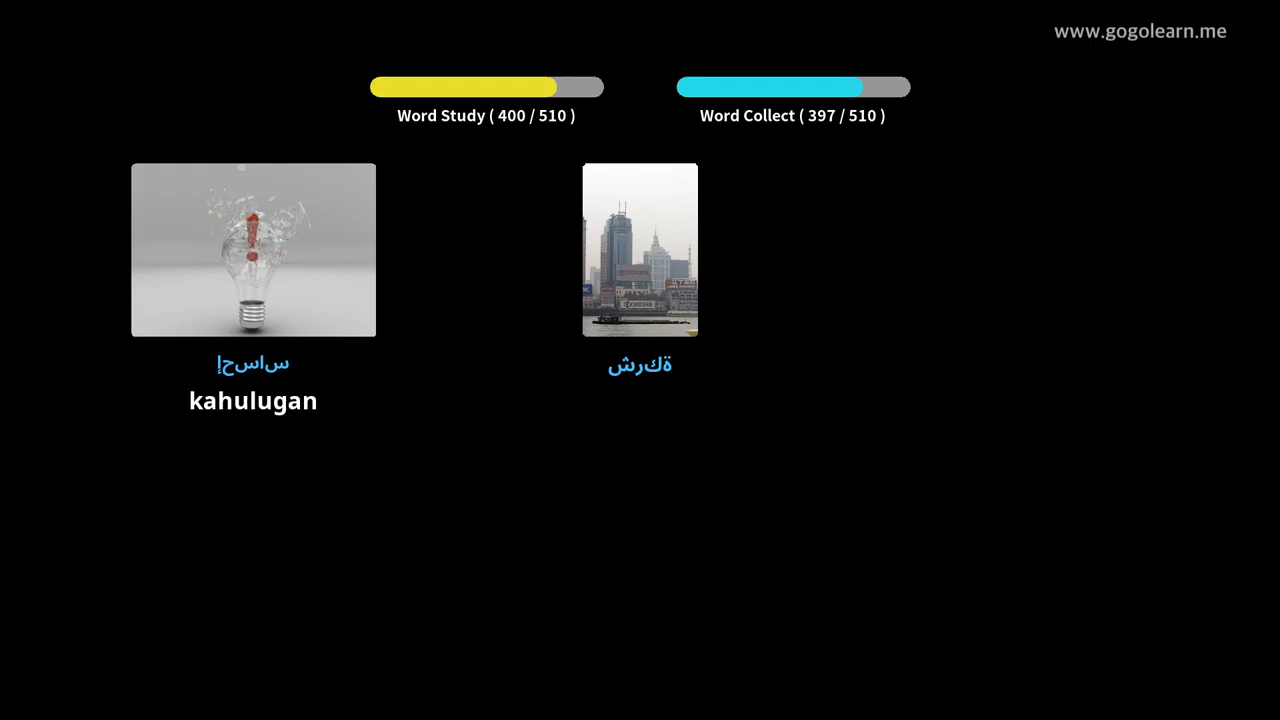 www.gogolearn.me
Word Study ( 400 / 510 )
Word Collect ( 397 / 510 )
ساسحإ
kahulugan
ةكرش